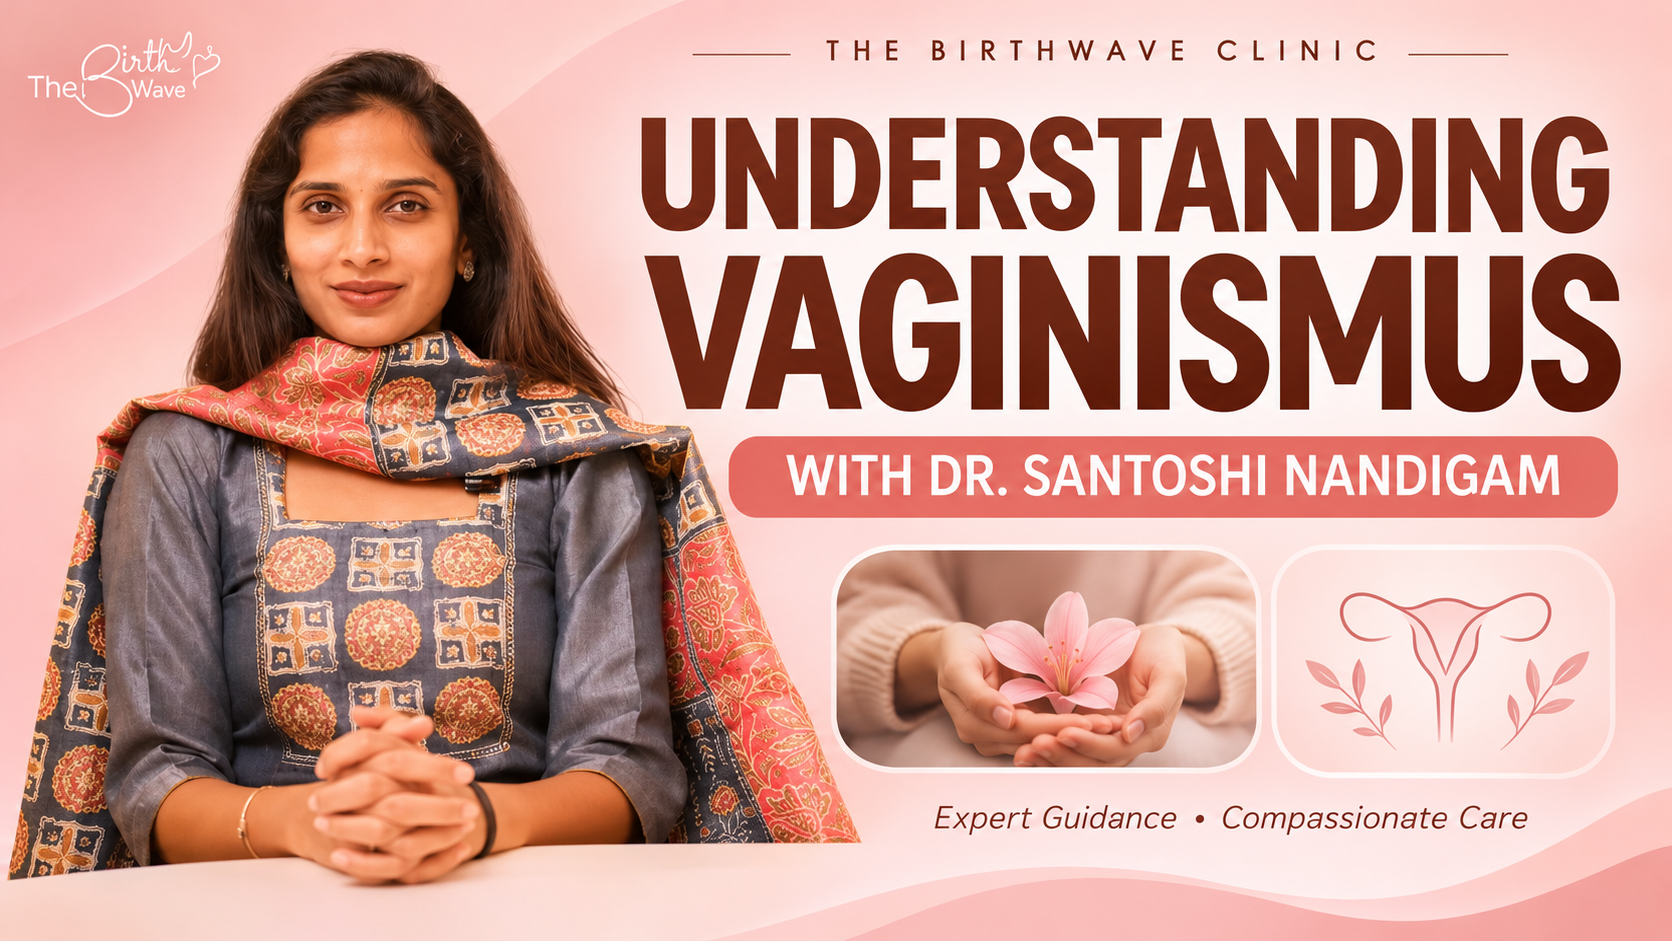 The Birth Wave
THE BIRTHWAVE CLINIC
UNDERSTANDING
VAGINISMUS
WITH DR. SANTOSHI NANDIGAM
Expert Guidance • Compassionate Care